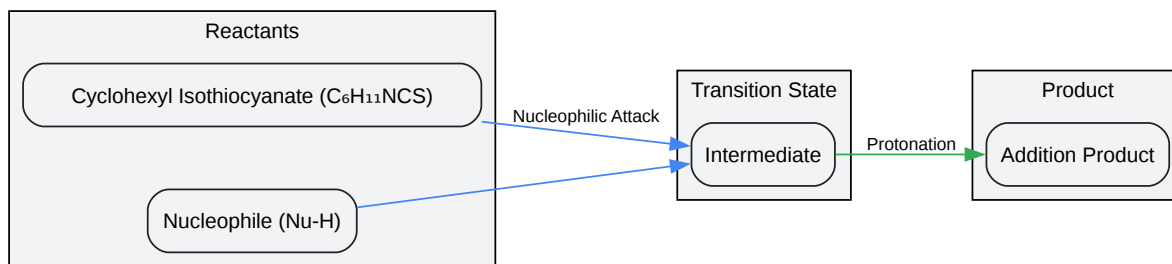 Reactants
Cyclohexyl Isothiocyanate (C₆H₁₁NCS)
Nucleophile (Nu-H)
Nucleophilic Attack
Transition State
Intermediate
Protonation
Product
Addition Product